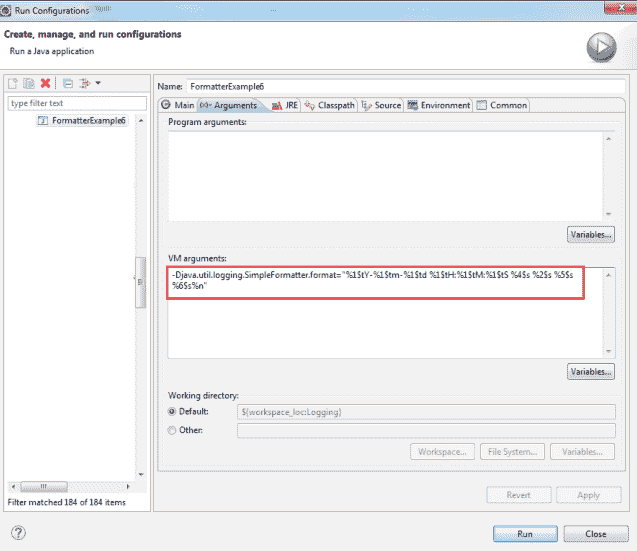 Run Configurations
Create, manage, and run configurations
Run a Java application
type filter text
FormatterExample6
Filter matched 184 of 184 items
Name: FormatterExample6
Main Arguments JRE Classpath Source Environment Common
Program arguments:
Variables...
VM arguments:
-Djava.util.logging.SimpleFormatter.format="%1$tY-%1$tm-%1$td %1$tH:%1$tM:%1$tS %4$s %2$s %5$s
%6$s%n"
Variables...
Working directory:
Default: ${workspace_loc:Logging}
Other:
Workspace... File System... Variables...
Revert Apply
Run Close